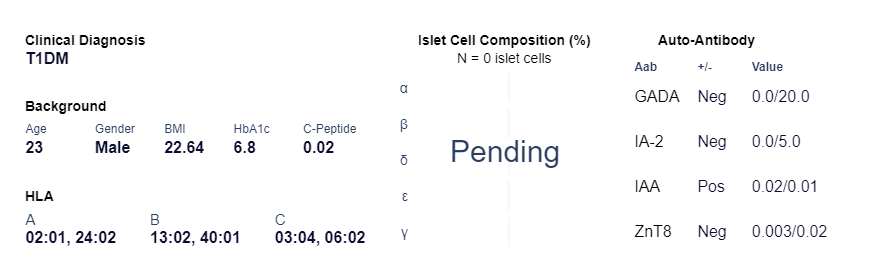 Clinical Diagnosis
T1DM
Background
Age Gender BMI HbA1c C-Peptide
23 Male 22.64 6.8 0.02
HLA
A B C
02:01, 24:02 13:02, 40:01 03:04, 06:02
Islet Cell Composition (%)
N = 0 islet cells
α
β
Pending
δ
ε
γ
Auto-Antibody
Aab +/- Value
GADA Neg 0.0/20.0
IA-2 Neg 0.0/5.0
IAA Pos 0.02/0.01
ZnT8 Neg 0.003/0.02